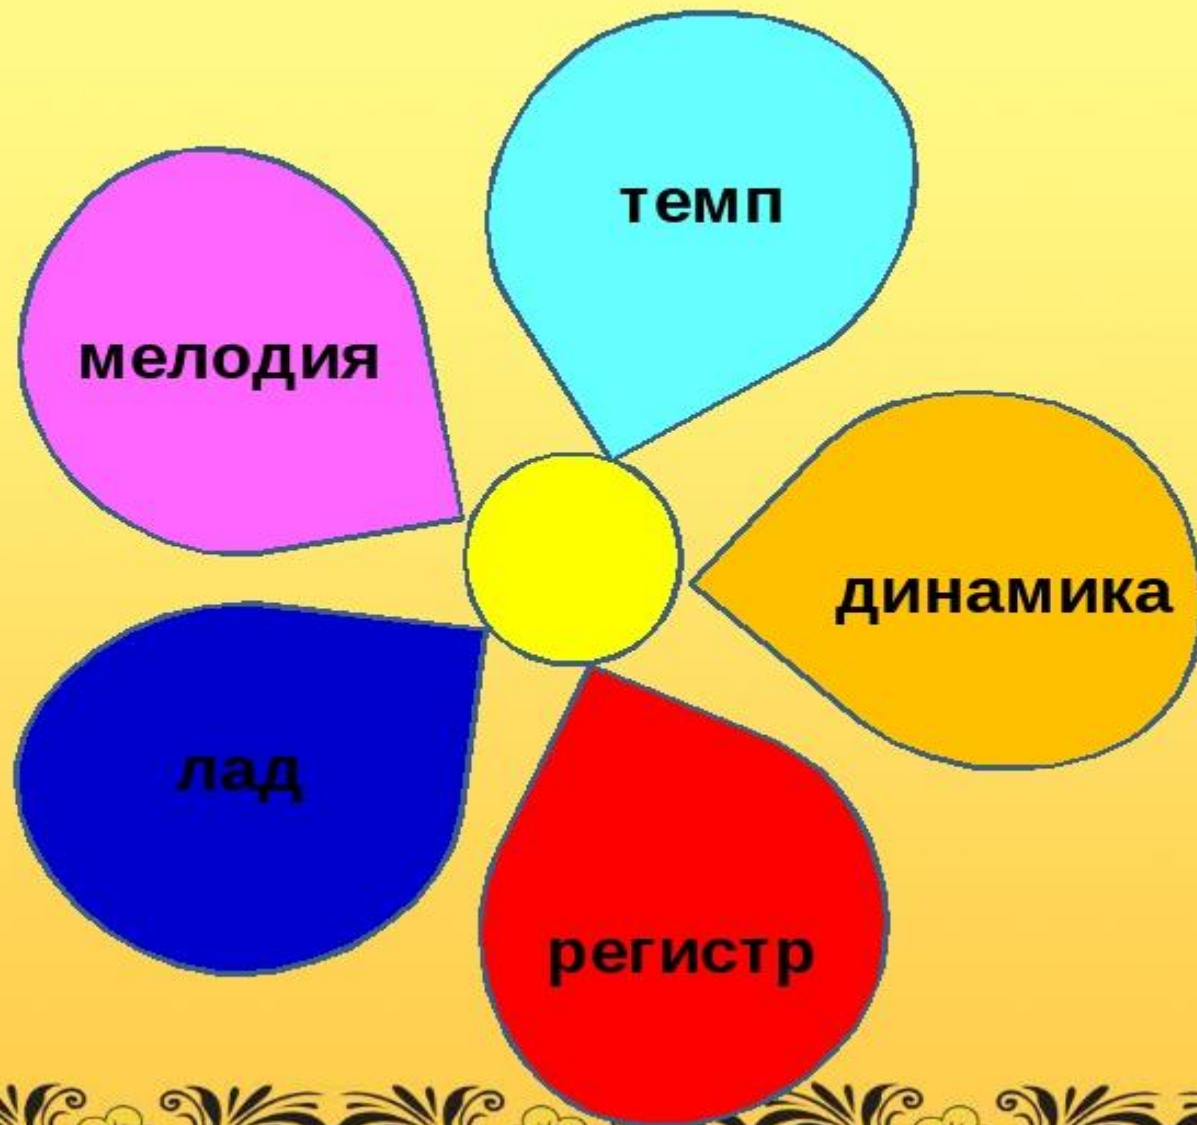 темп
мелодия
динамика
лад
регистр